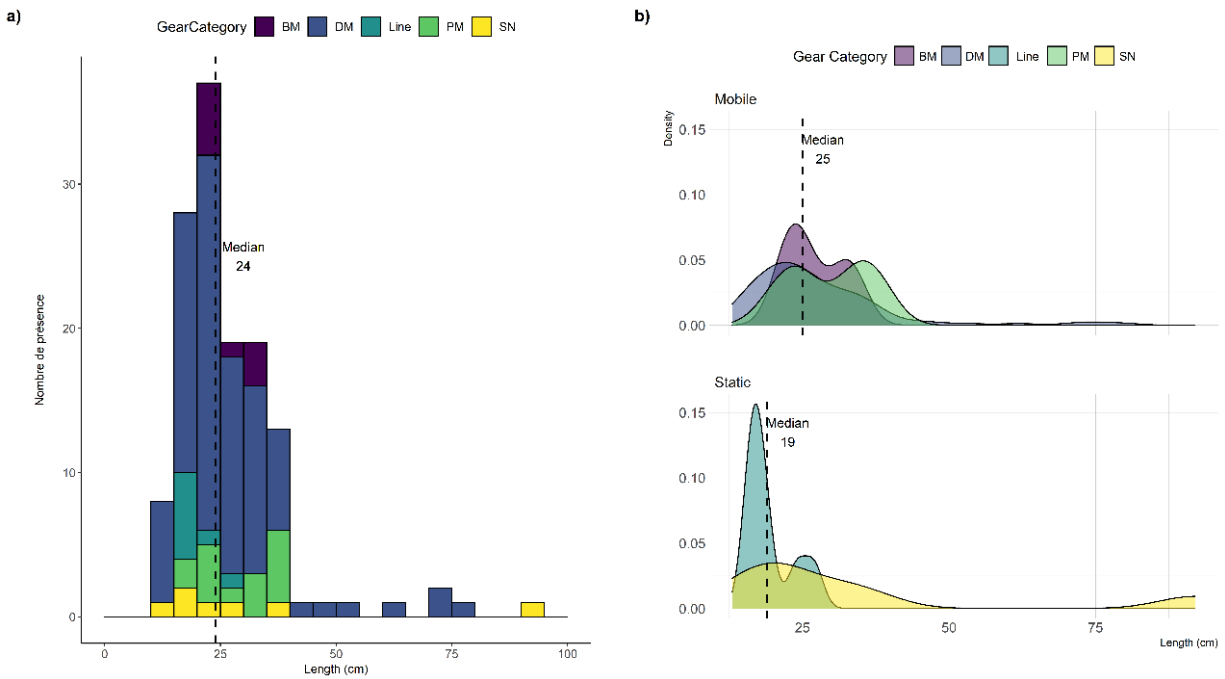 a)
GearCategory BM DM Line PM SN
Nombre de présence
30
20
10
0
Median
24
0 25 50 75 100
Length (cm)
b)
Gear Category BM DM Line PM SN
Mobile
Density
0.15
0.10
0.05
0.00
Median
25
Static
0.15
0.10
0.05
0.00
Median
19
25 50 75
Length (cm)